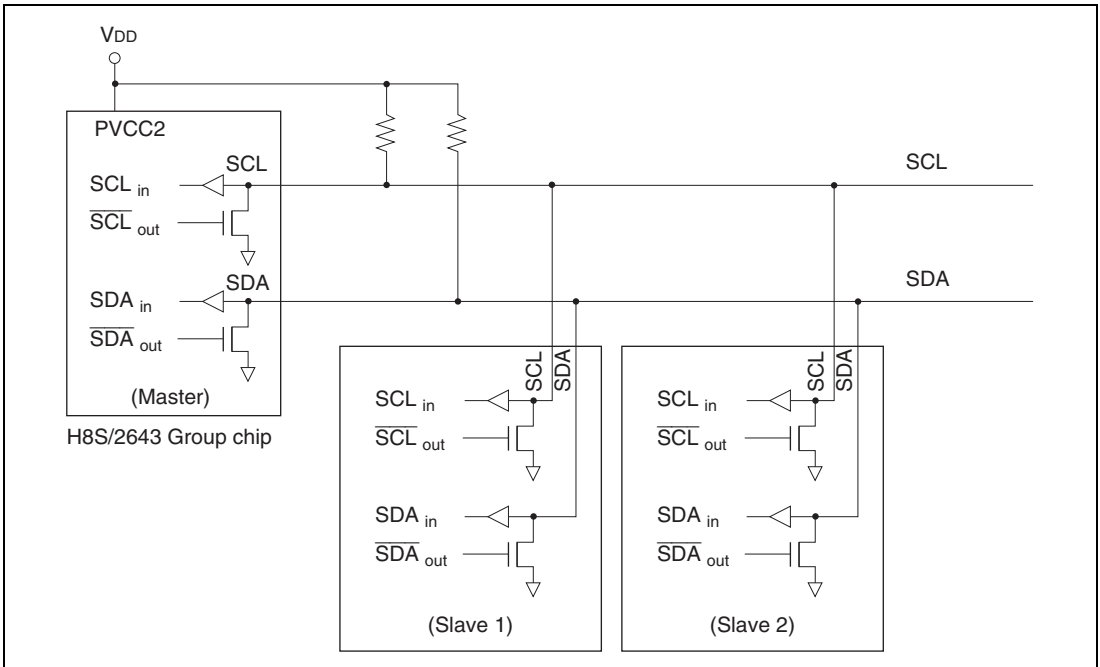 VDD
PVCC2
SCL
SCL in
SCL out
SDA
SDA in
SDA out
(Master)
H8S/2643 Group chip
SCL
SDA
SCL
SDA
SCL in
SCL out
SDA in
SDA out
(Slave 1)
SCL
SDA
SCL in
SCL out
SDA in
SDA out
(Slave 2)